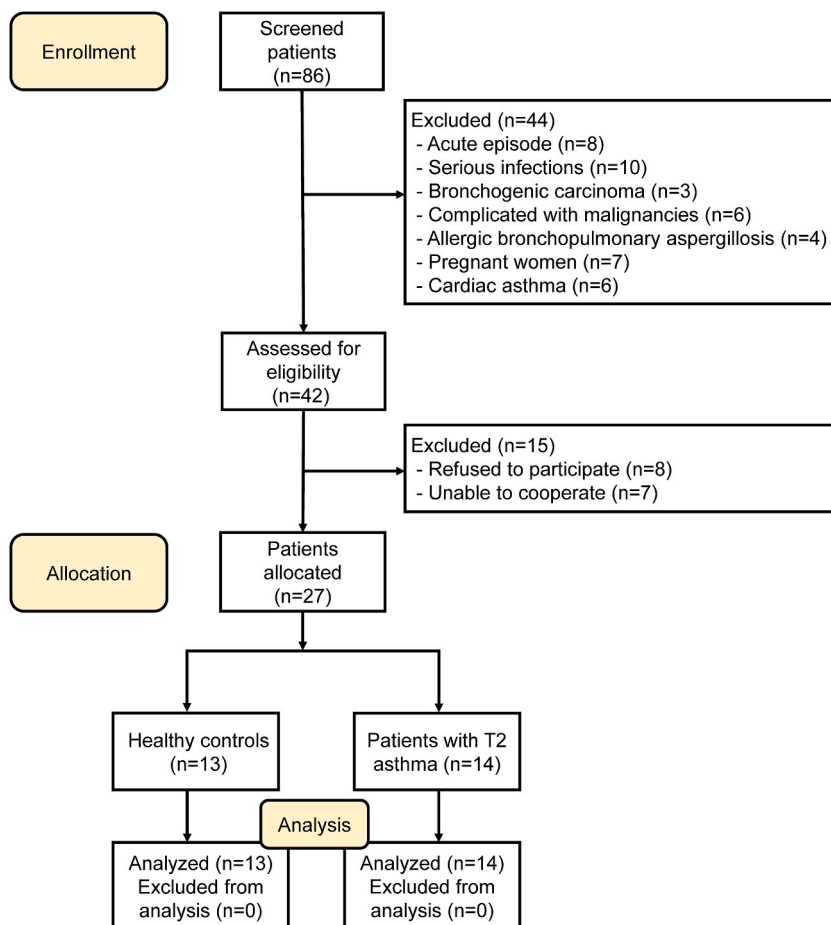 Enrollment
Screened
patients
(n=86)
Excluded (n=44)
- Acute episode (n=8)
- Serious infections (n=10)
- Bronchogenic carcinoma (n=3)
- Complicated with malignancies (n=6)
- Allergic bronchopulmonary aspergillosis (n=4)
- Pregnant women (n=7)
- Cardiac asthma (n=6)
Assessed for
eligibility
(n=42)
Excluded (n=15)
- Refused to participate (n=8)
- Unable to cooperate (n=7)
Allocation
Patients
allocated
(n=27)
Healthy controls
(n=13)
Patients with T2
asthma (n=14)
Analysis
Analyzed (n=13)
Excluded from
analysis (n=0)
Analyzed (n=14)
Excluded from
analysis (n=0)